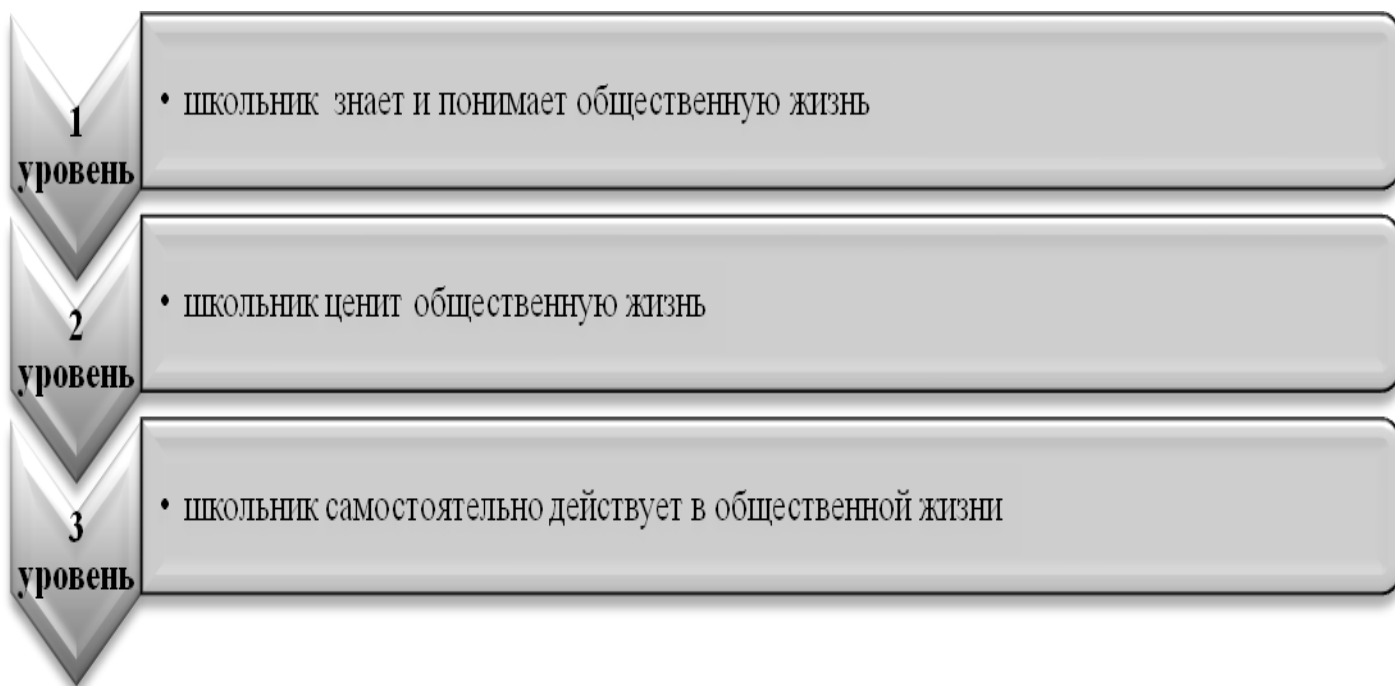 1
уровень
• школьник знает и понимает общественную жизнь
2
уровень
• школьник ценит общественную жизнь
3
уровень
• школьник самостоятельно действует в общественной жизни